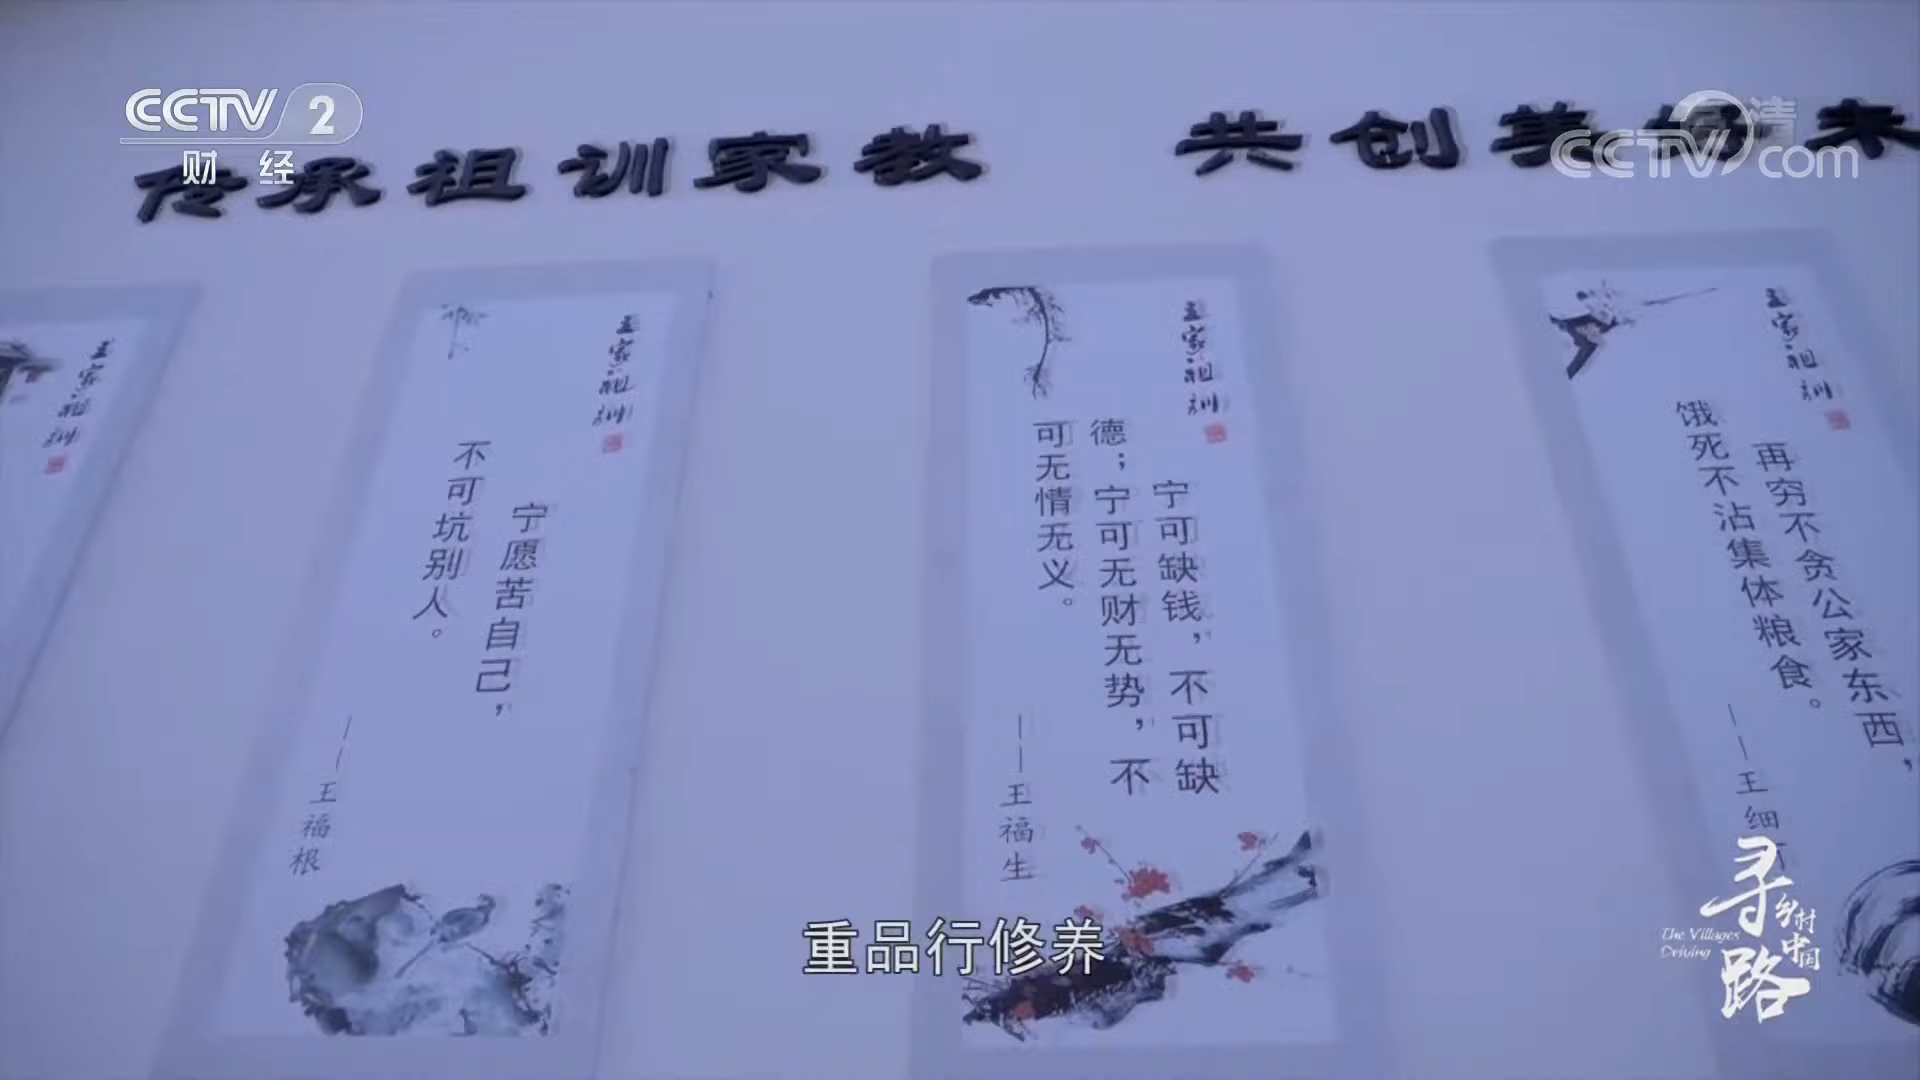 CCTV 2
财经
传承祖训家教 共创美好未
CCTV.com
王家祖训
王家祖训
宁愿苦自己，
不可坑别人。
——王福根
王家祖训
宁可缺钱，不可缺
德；宁可无财无势，不
可无情无义。
——王福生
王家祖训
再穷不贪公家东西，
饿死不沾集体粮食。
——王细
重品行修养
寻路
乡村中国
The Villages
Driving